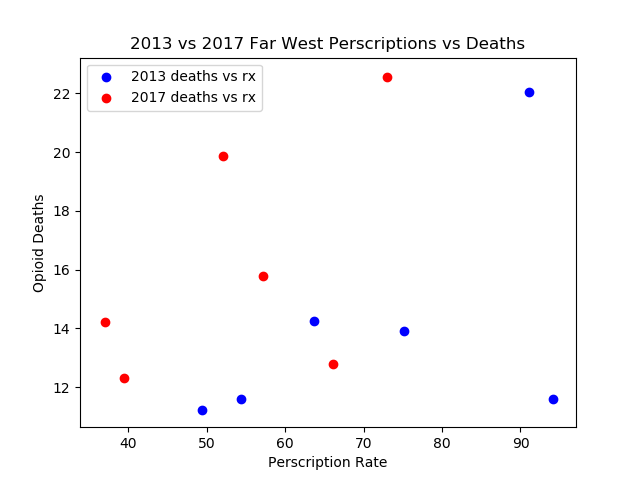 2013 vs 2017 Far West Perscriptions vs Deaths
2013 deaths vs rx
2017 deaths vs rx
Opioid Deaths
22
20
18
16
14
12
40 50 60 70 80 90
Perscription Rate